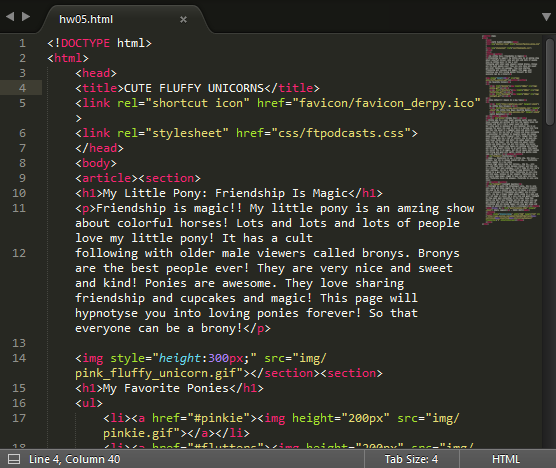 hw05.html ×
1 <!DOCTYPE html>
2 <html>
3 <head>
4 <title>CUTE FLUFFY UNICORNS</title>
5 <link rel="shortcut icon" href="favicon/favicon_derpy.ico"
>
6 <link rel="stylesheet" href="css/ftpodcasts.css">
7 </head>
8 <body>
9 <article><section>
10 <h1>My Little Pony: Friendship Is Magic</h1>
11 <p>Friendship is magic!! My little pony is an amzing show
about colorful horses! Lots and lots and lots of people
love my little pony! It has a cult
12 following with older male viewers called bronys. Bronys
are the best people ever! They are very nice and sweet
and kind! Ponies are awesome. They love sharing
friendship and cupcakes and magic! This page will
hypnotyse you into loving ponies forever! So that
everyone can be a brony!</p>
13
14 <img style="height:300px;" src="img/
pink_fluffy_unicorn.gif"></section><section>
15 <h1>My Favorite Ponies</h1>
16 <ul>
17 <li><a href="#pinkie"><img height="200px" src="img/
pinkie.gif"></a></li>
18 <li><a href="#flutters"><img height="200px" src="img/
Line 4, Column 40 Tab Size: 4 HTML